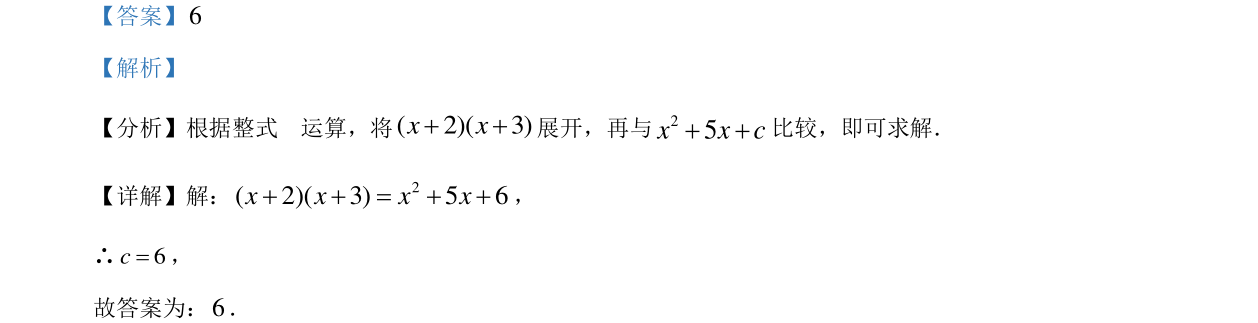 【答案】6
【解析】
【分析】根据整式 运算，将(x+2)(x+3)展开，再与x²+5x+c比较，即可求解．
【详解】解：(x+2)(x+3)=x²+5x+6，
∴c=6，
故答案为：6．